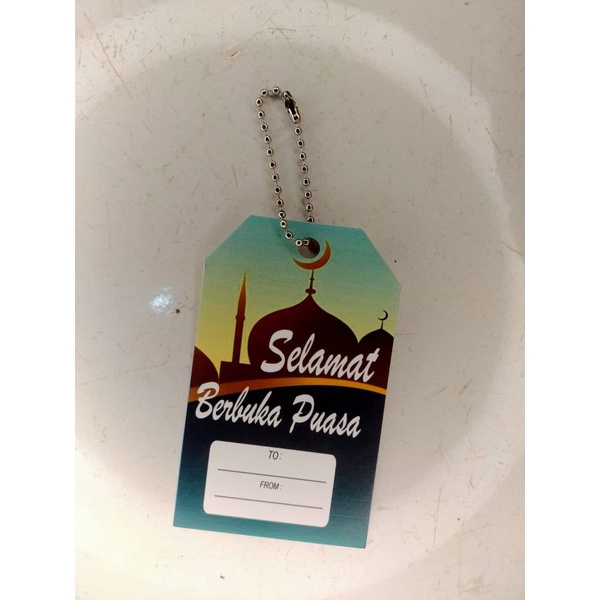 Selamat
Berbuka Puasa
TO:
FROM: